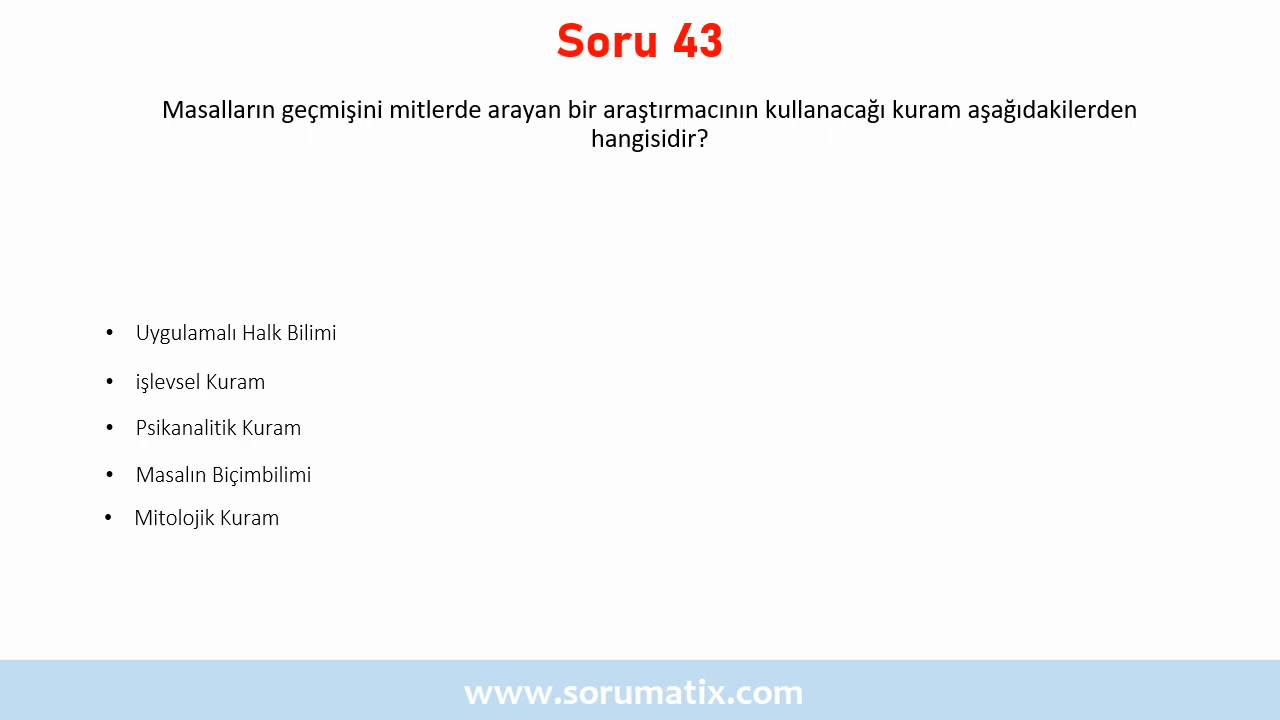 Soru 43
Masalların geçmişini mitlerde arayan bir araştırmacının kullanacağı kuram aşağıdakilerden
hangisidir?
• Uygulamalı Halk Bilimi
• işlevsel Kuram
• Psikanalitik Kuram
• Masalın Biçimbilimi
• Mitolojik Kuram
www.sorumatix.com